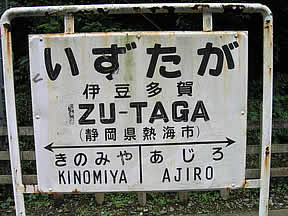 いずたが
伊豆多賀
IZU-TAGA
(静岡県熱海市)
きのみや あじろ
KINOMIYA AJIRO